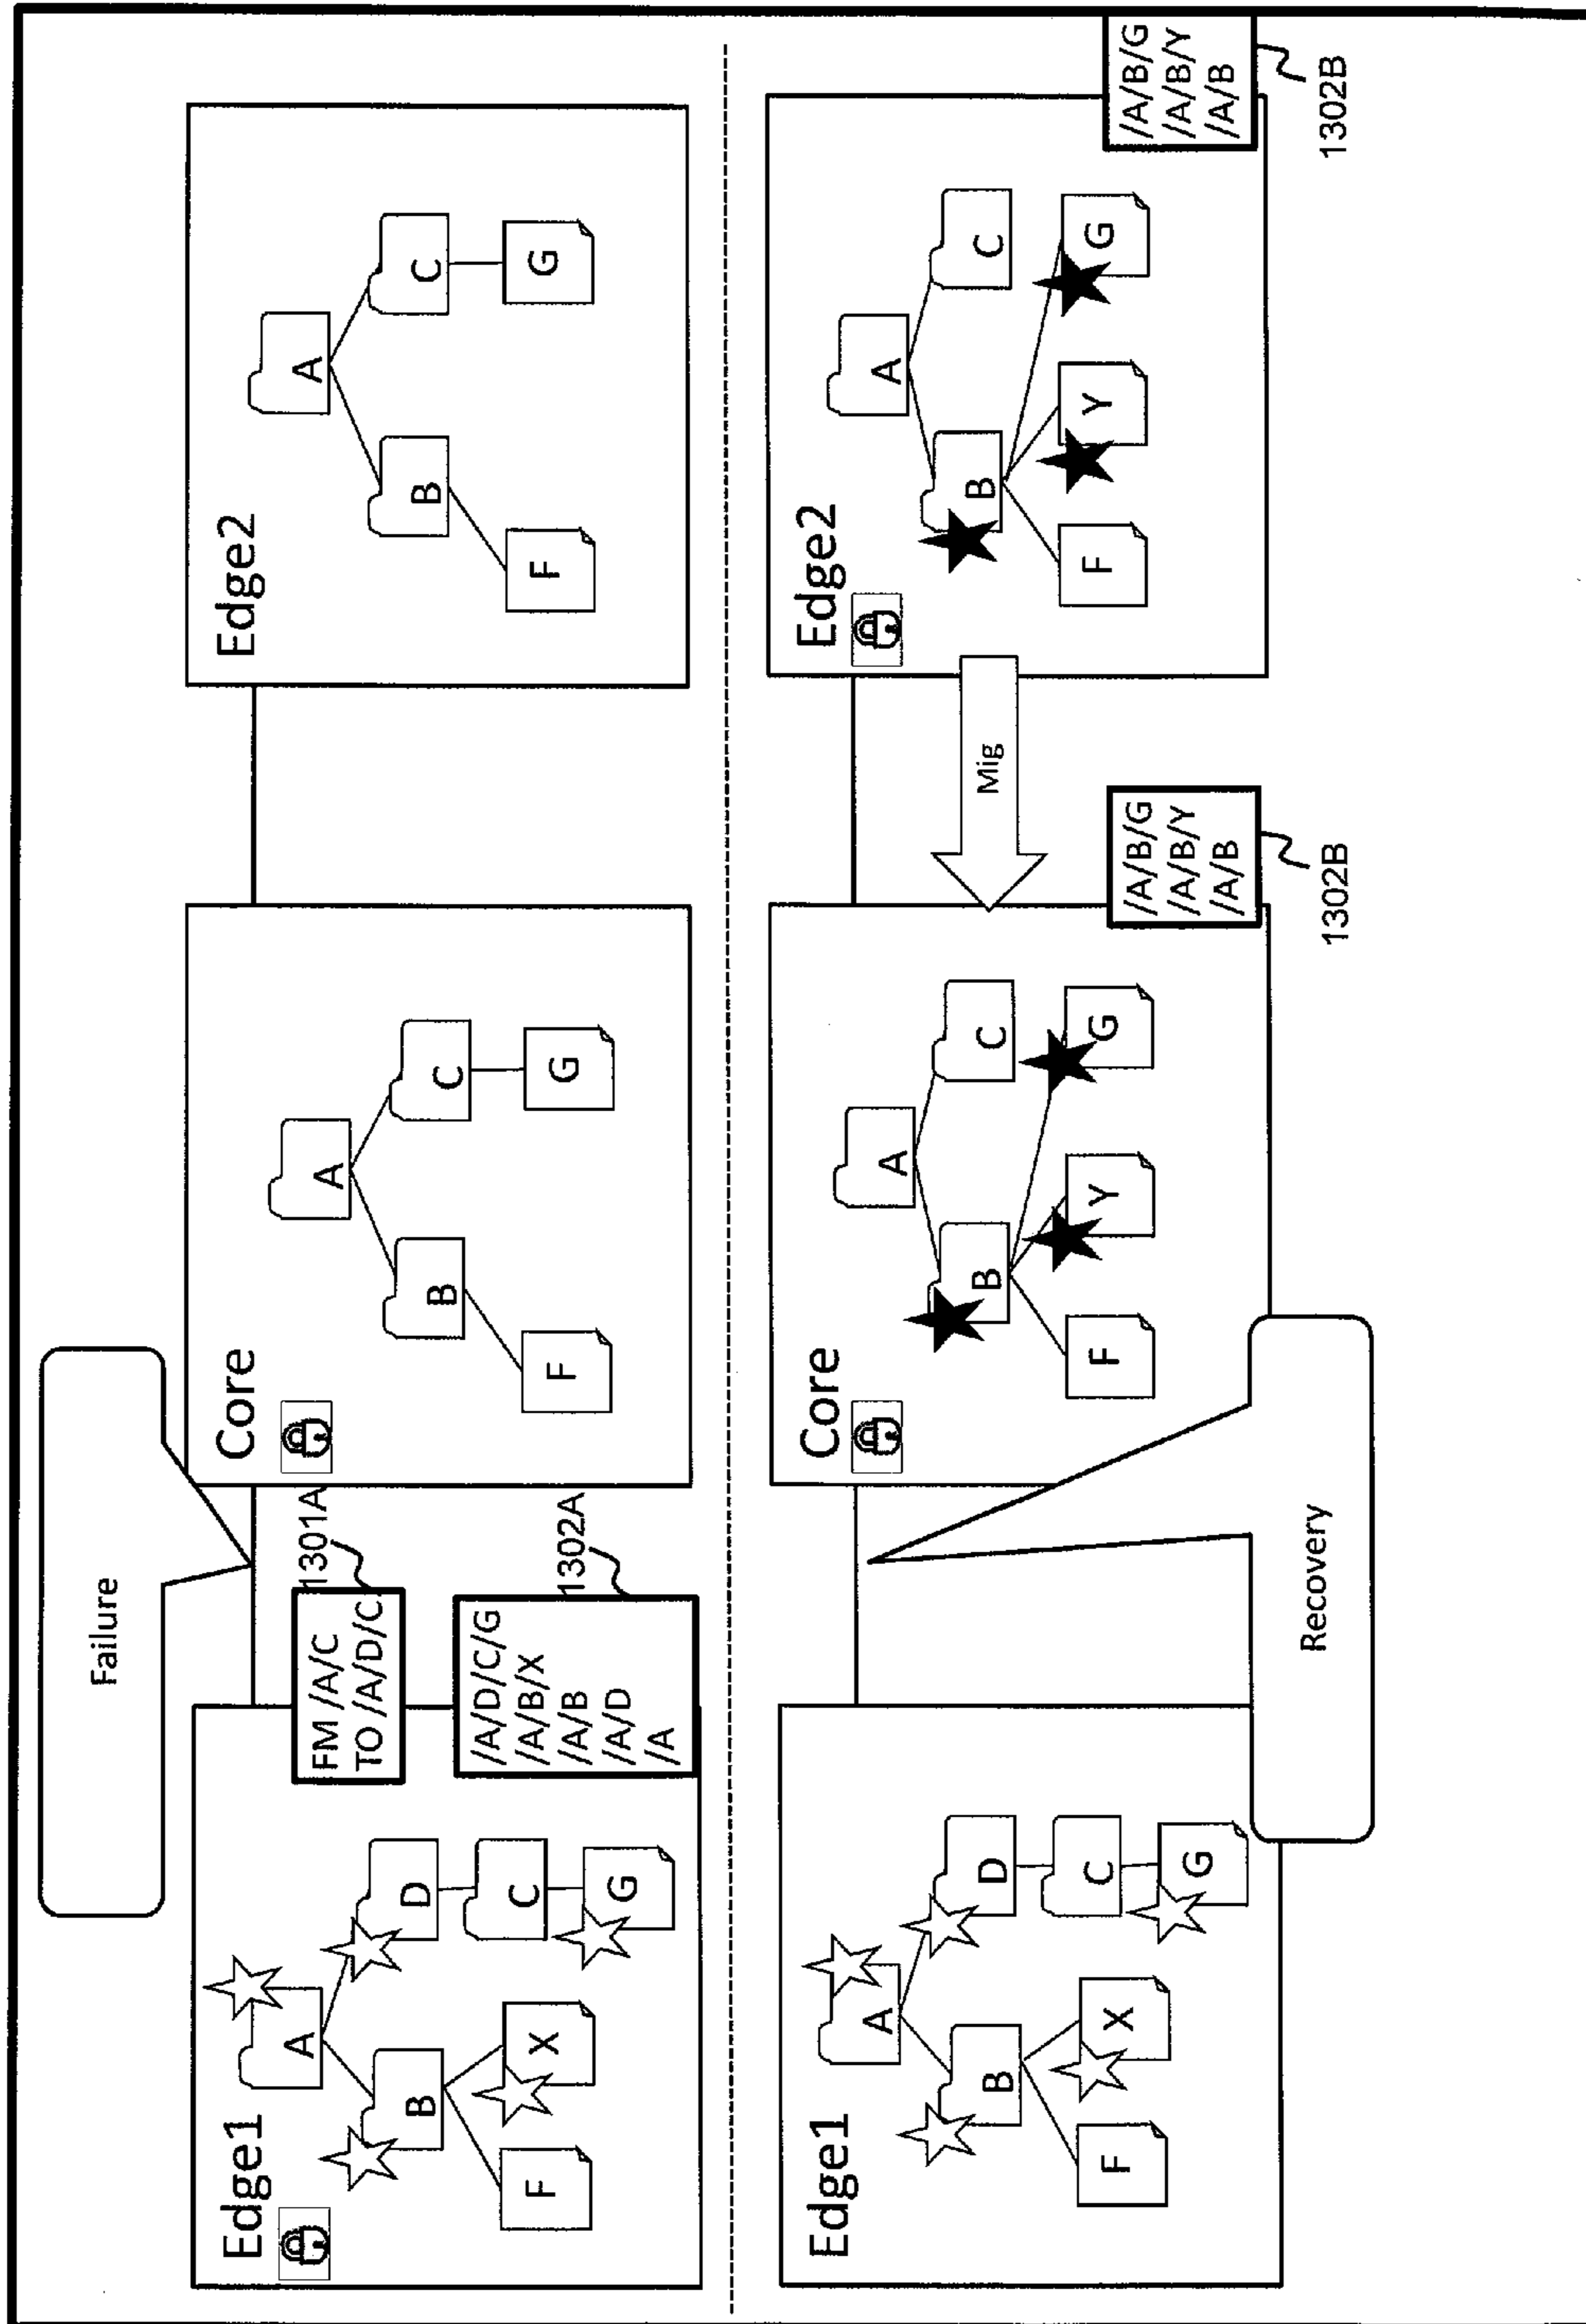 Failure
Edge1
A
B
D
F
X
C
G
FM /A/C
TO /A/D/C
1301A
/A/D/C/G
/A/B/X
/A/B
/A/D
/A
1302A
Core
A
B
C
F
G
Edge2
A
B
C
F
G
Edge1
A
B
D
F
X
C
G
Core
A
B
C
F
Y
G
/A/B/G
/A/B/Y
/A/B
1302B
Mig
Edge2
A
B
C
F
Y
G
/A/B/G
/A/B/Y
/A/B
1302B
Recovery